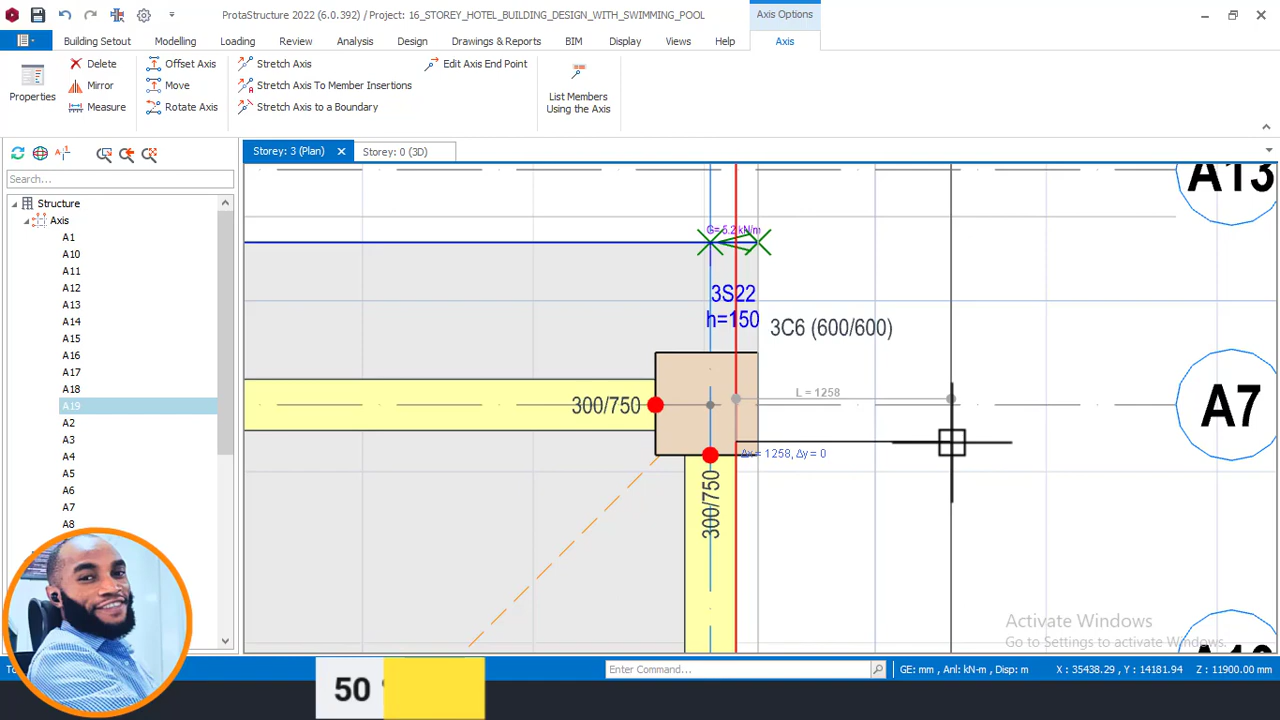 ProtaStructure 2022 (6.0.392) / Project: 16_STOREY_HOTEL_BUILDING_DESIGN_WITH_SWIMMING_POOL
Axis Options
Building Setout Modelling Loading Review Analysis Design Drawings & Reports BIM Display Views Help Axis
Properties
Delete
Mirror
Measure
Offset Axis
Move
Rotate Axis
Stretch Axis
Stretch Axis To Member Insertions
Stretch Axis to a Boundary
Edit Axis End Point
List Members
Using the Axis
Storey: 3 (Plan)
Storey: 0 (3D)
Search...
Structure
Axis
A1
A10
A11
A12
A13
A14
A15
A16
A17
A18
A19
A2
A3
A4
A5
A6
A7
A8
A13
G= 5.2 kN/m
3S22
h=150
3C6 (600/600)
L = 1258
300/750
A7
Δx = 1258, Δy = 0
300/750
Activate Windows
Go to Settings to activate Windows.
Enter Command...
GE: mm , Anl: kN-m , Disp: m
X : 35438.29 , Y : 14181.94
Z : 11900.00 mm
50